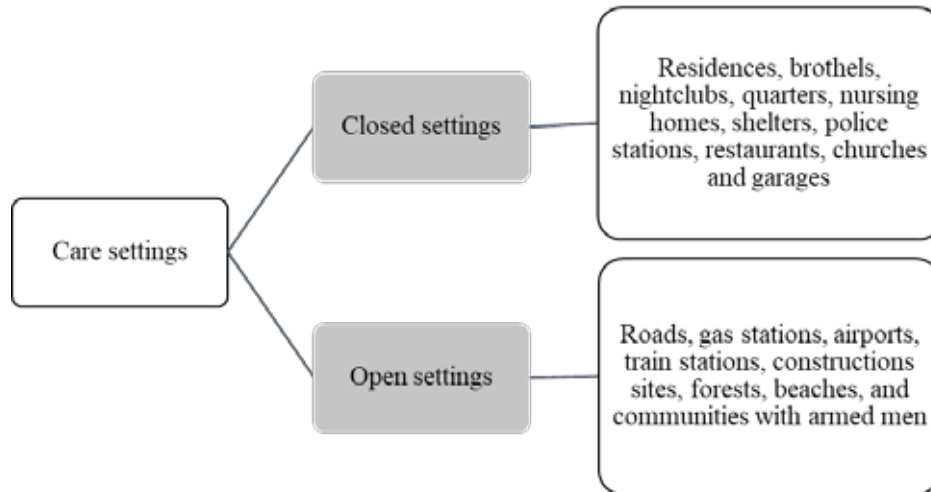 Care settings
Closed settings
Residences, brothels,
nightclubs, quarters, nursing
homes, shelters, police
stations, restaurants, churches
and garages
Open settings
Roads, gas stations, airports,
train stations, constructions
sites, forests, beaches, and
communities with armed men